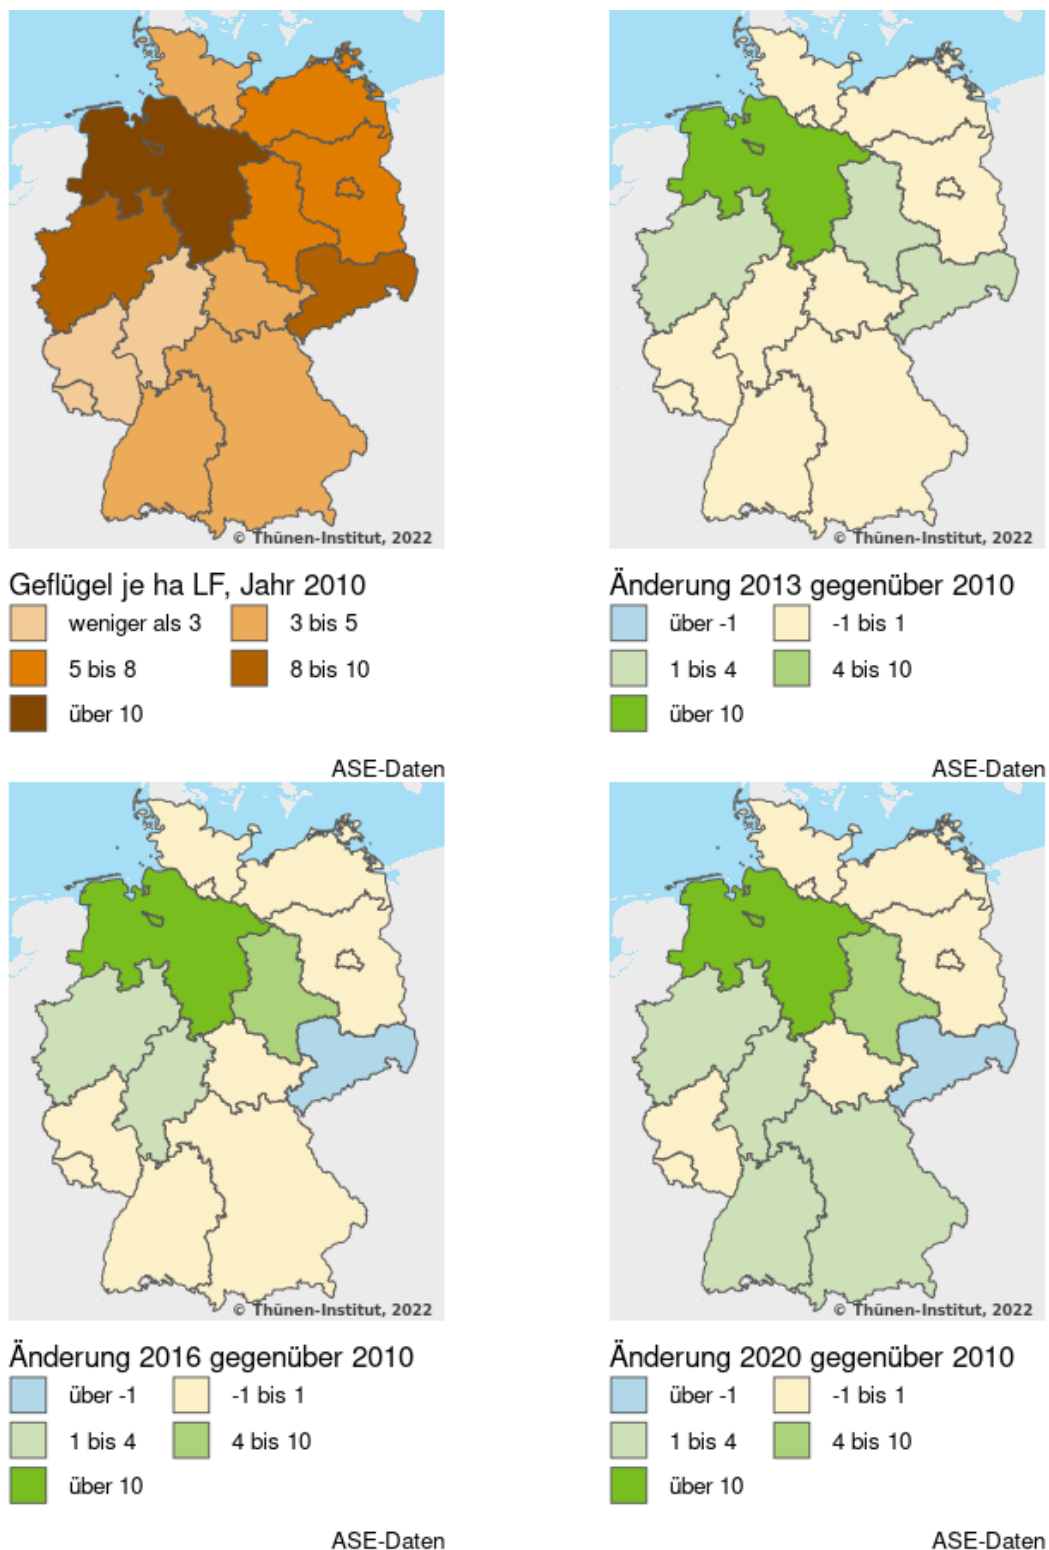 © Thünen-Institut, 2022
Geflügel je ha LF, Jahr 2010
weniger als 3
3 bis 5
5 bis 8
8 bis 10
über 10
ASE-Daten
© Thünen-Institut, 2022
Änderung 2013 gegenüber 2010
über -1
-1 bis 1
1 bis 4
4 bis 10
über 10
ASE-Daten
© Thünen-Institut, 2022
Änderung 2016 gegenüber 2010
über -1
-1 bis 1
1 bis 4
4 bis 10
über 10
ASE-Daten
© Thünen-Institut, 2022
Änderung 2020 gegenüber 2010
über -1
-1 bis 1
1 bis 4
4 bis 10
über 10
ASE-Daten